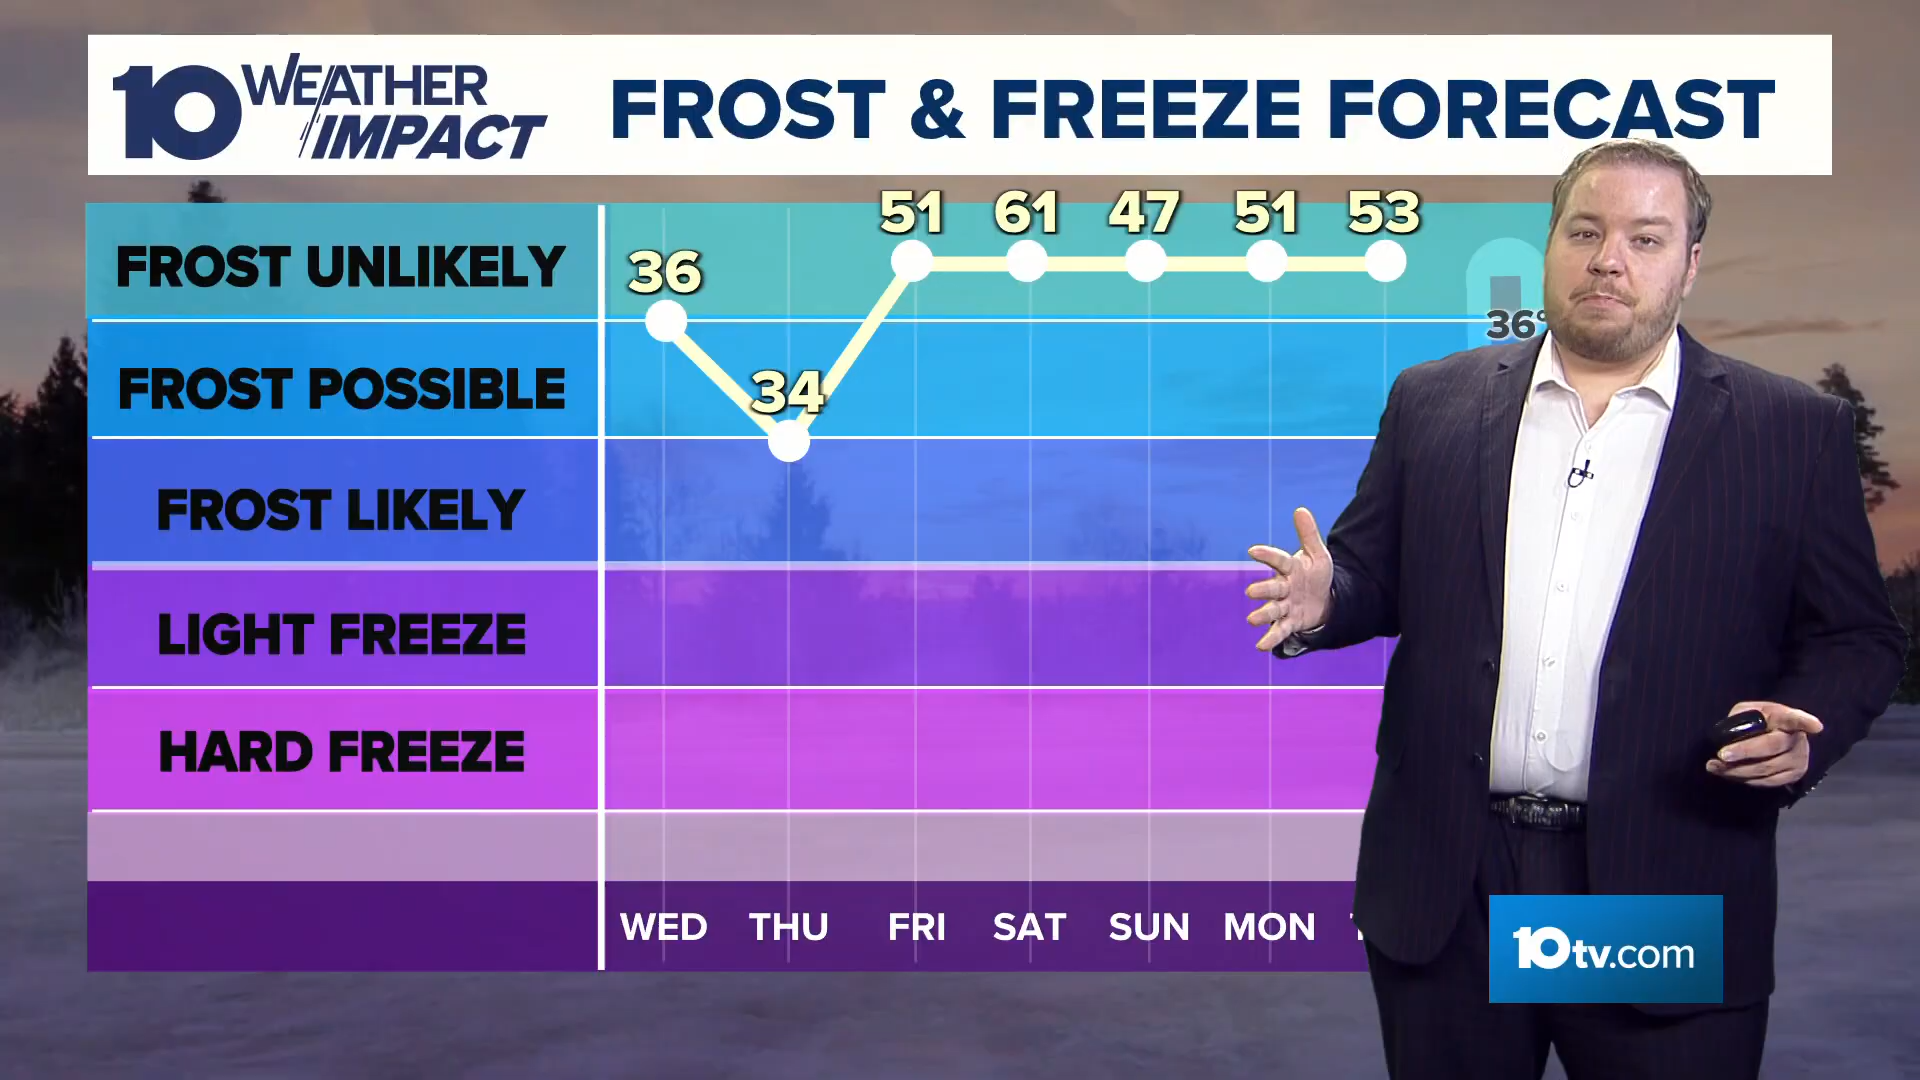 10 WEATHER IMPACT
FROST & FREEZE FORECAST
36 34 51 61 47 51 53
36°
FROST UNLIKELY
FROST POSSIBLE
FROST LIKELY
LIGHT FREEZE
HARD FREEZE
WED THU FRI SAT SUN MON
10tv.com